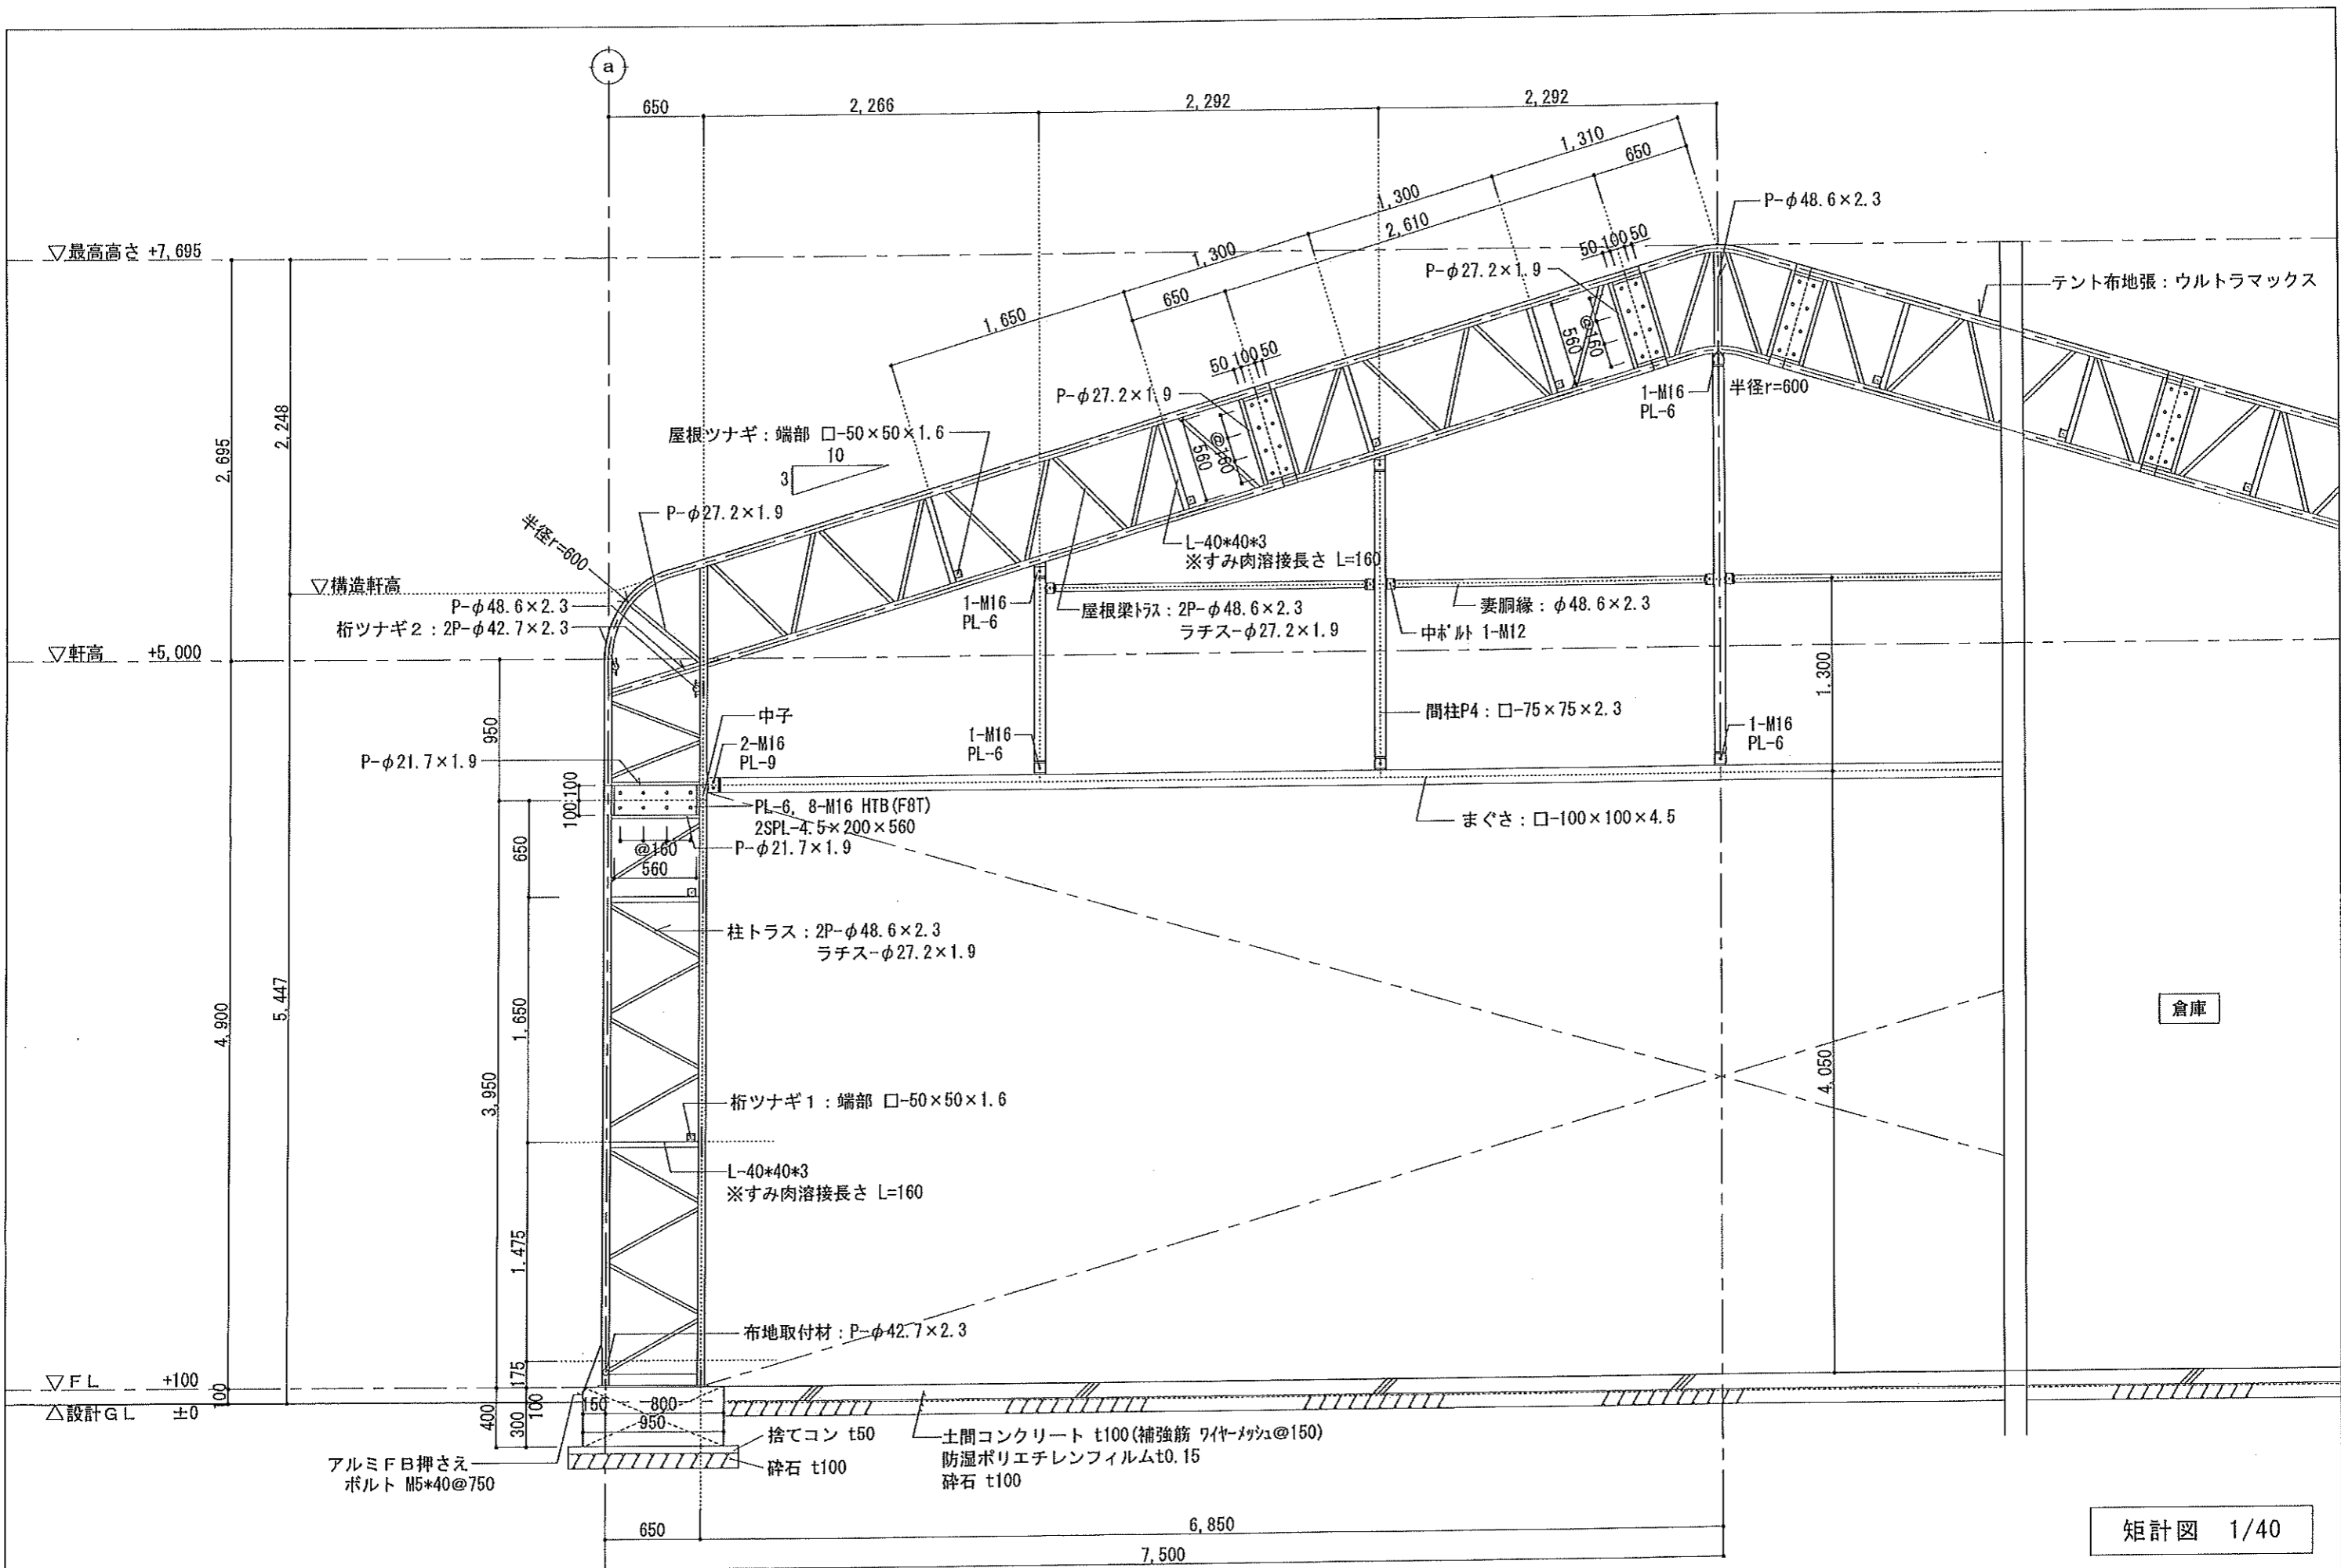 a
650
2,266
2,292
2,292
1,310
650
1,300
2,610
1,300
650
1,650
50 100 50
50 100 50
P-φ48.6×2.3
P-φ27.2×1.9
P-φ27.2×1.9
テント布地張：ウルトラマックス
▽最高高さ +7,695
2,695
2,248
@160
560
@160
560
1-M16
PL-6
半径r=600
屋根ツナギ：端部 口-50×50×1.6
10
3
P-φ27.2×1.9
半径r=600
L-40*40*3
※すみ肉溶接長さ L=160
▽構造軒高
P-φ48.6×2.3
桁ツナギ２：2P-φ42.7×2.3
1-M16
PL-6
屋根梁トラス：2P-φ48.6×2.3
ラチス-φ27.2×1.9
妻胴縁：φ48.6×2.3
中ボルト 1-M12
▽軒高 +5,000
1,300
950
中子
2-M16
PL-9
1-M16
PL-6
間柱P4：口-75×75×2.3
1-M16
PL-6
P-φ21.7×1.9
100
100
PL-6, 8-M16 HTB(F8T)
2SPL-4.5×200×560
P-φ21.7×1.9
まぐさ：口-100×100×4.5
@160
560
650
柱トラス：2P-φ48.6×2.3
ラチス-φ27.2×1.9
4,900
5,447
1,650
3,950
4,050
倉庫
桁ツナギ１：端部 口-50×50×1.6
L-40*40*3
※すみ肉溶接長さ L=160
1,475
布地取付材：P-φ42.7×2.3
175
▽ＦＬ +100
100
△設計ＧＬ ±0
400
300
100
150 800
950
捨てコン t50
砕石 t100
土間コンクリート t100(補強筋 ワイヤーメッシュ@150)
防湿ポリエチレンフィルムt0.15
砕石 t100
アルミＦＢ押さえ
ボルト M5*40@750
650
6,850
7,500
矩計図 1/40